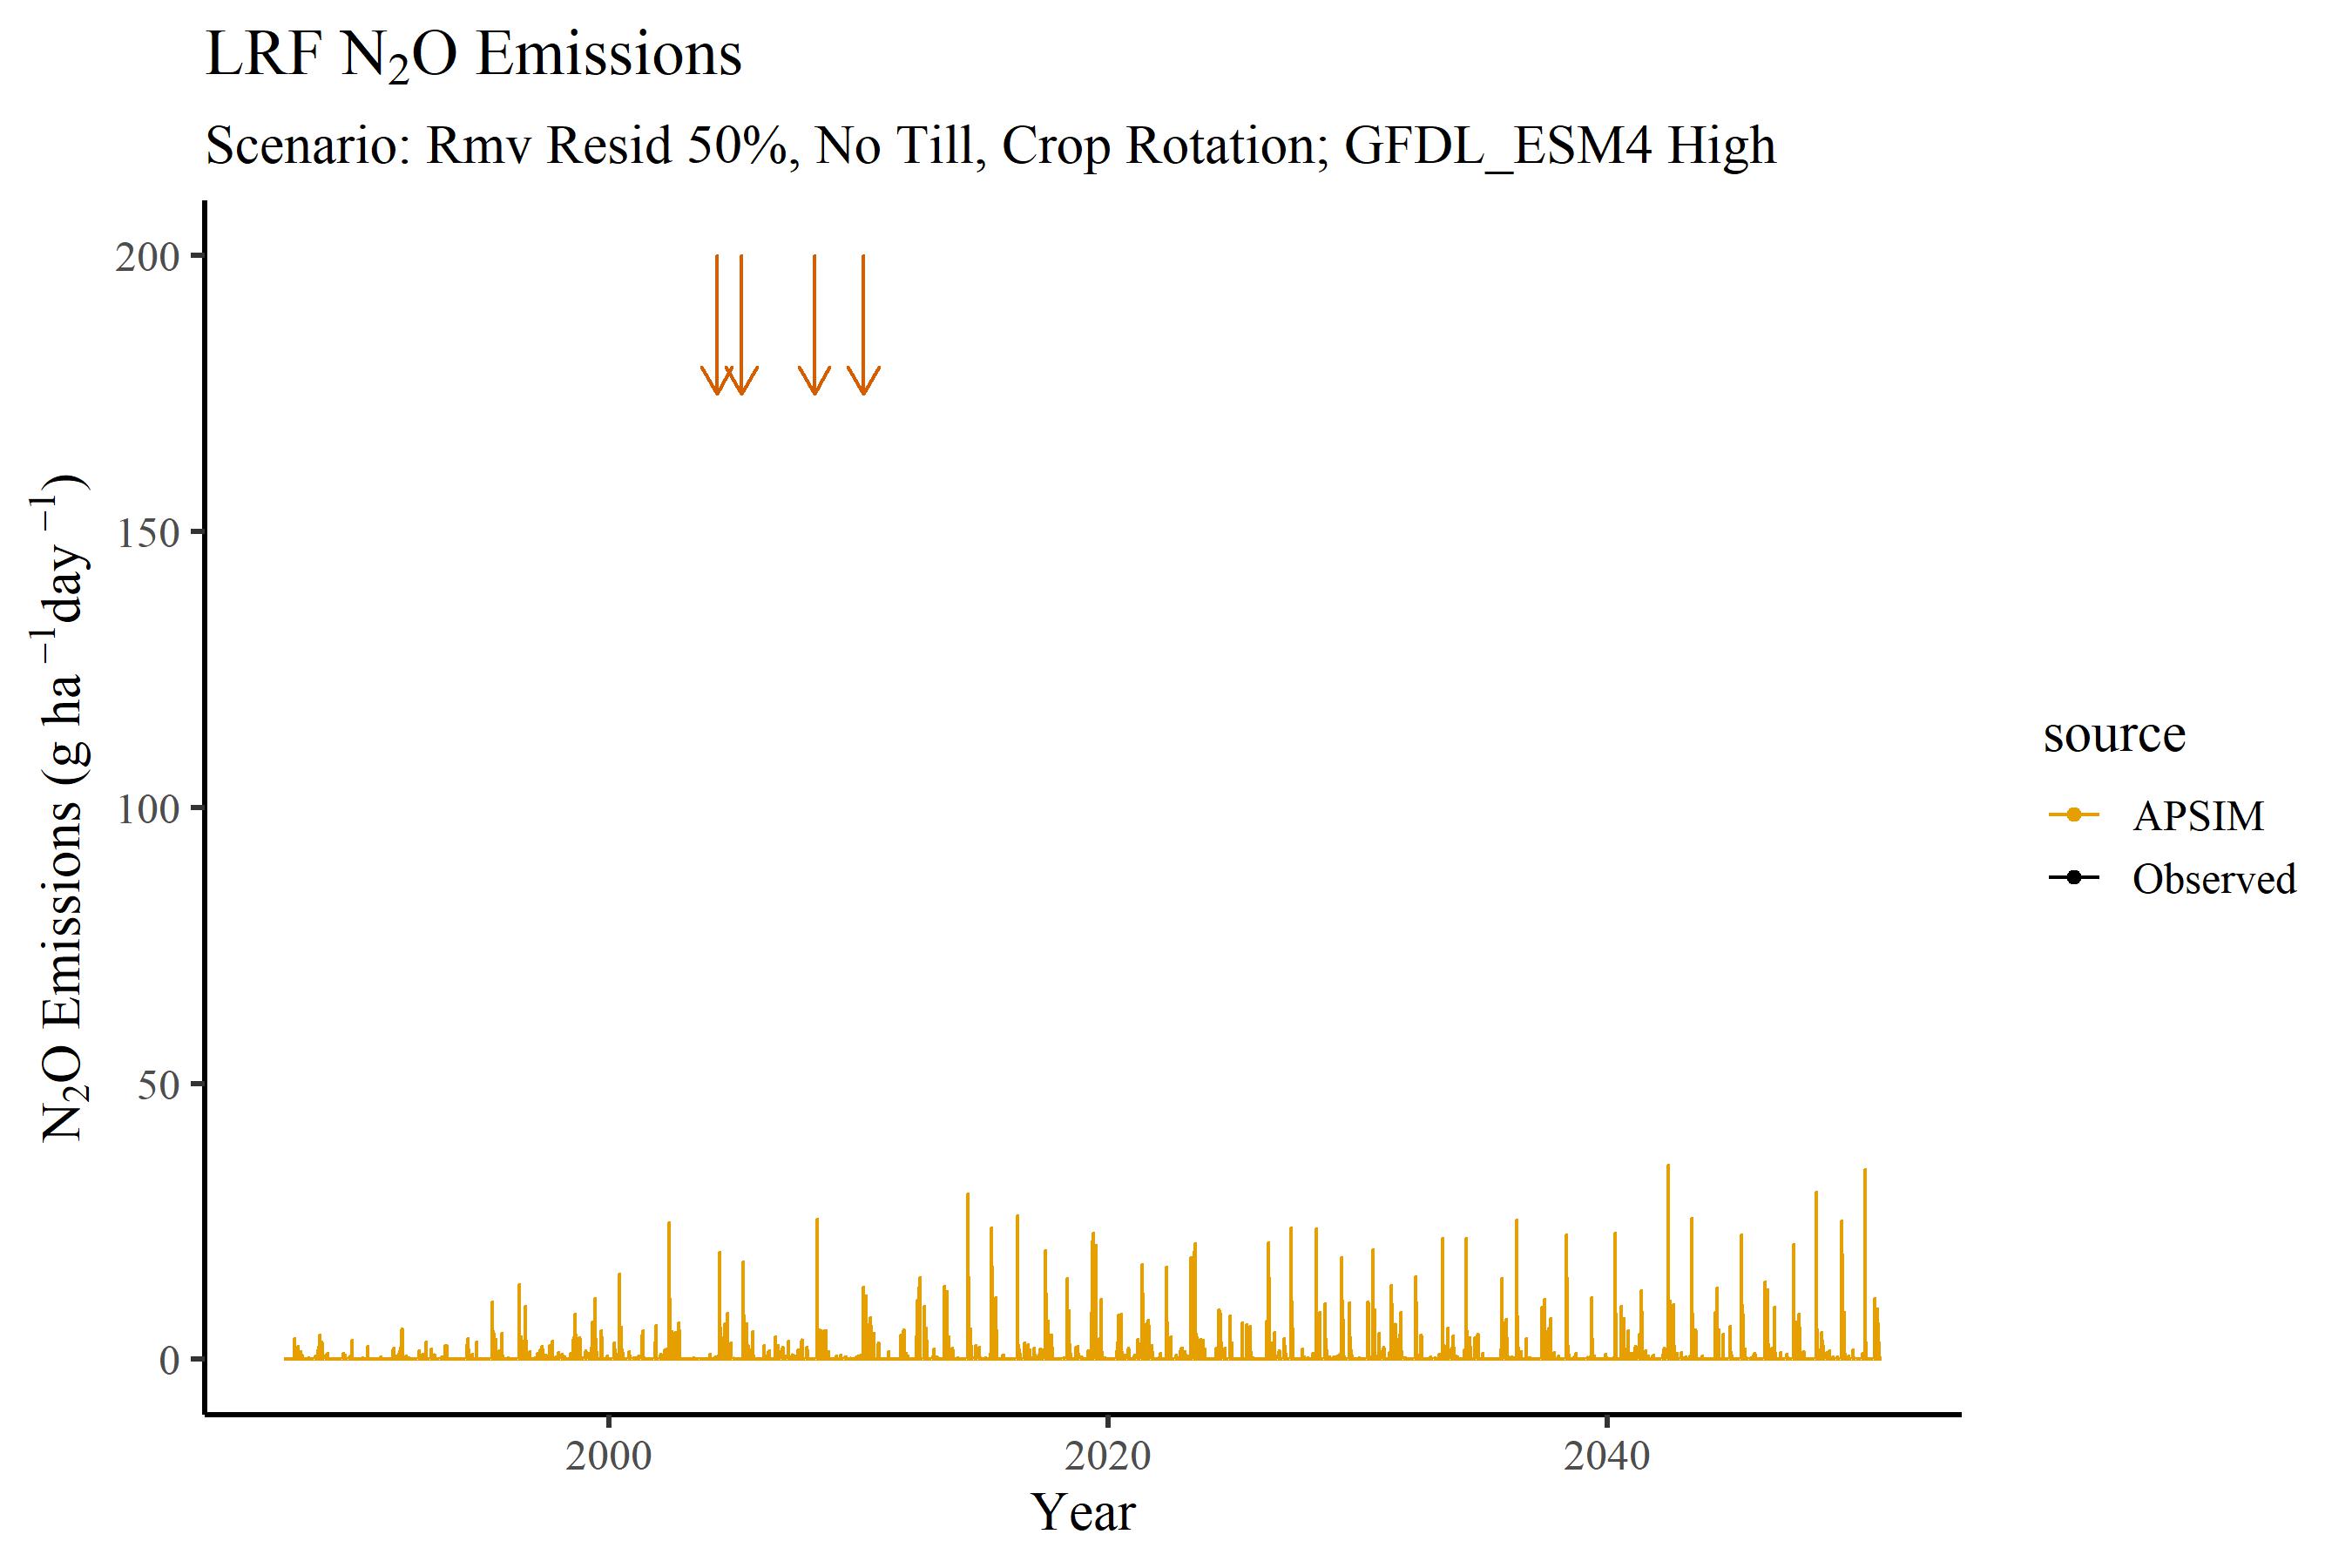 LRF N₂O Emissions
Scenario: Rmv Resid 50%, No Till, Crop Rotation; GFDL_ESM4 High
N₂O Emissions (g ha ⁻¹day ⁻¹)
200
150
100
50
0
2000 2020 2040
Year
source
APSIM
Observed